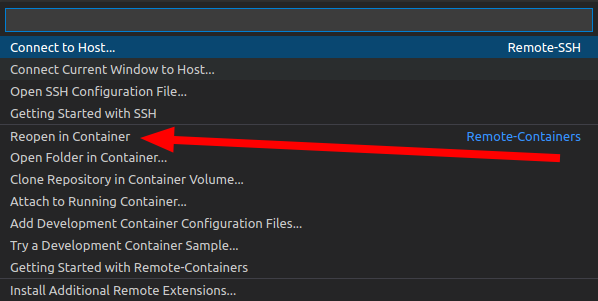 Connect to Host... Remote-SSH
Connect Current Window to Host...
Open SSH Configuration File...
Getting Started with SSH
Reopen in Container Remote-Containers
Open Folder in Container...
Clone Repository in Container Volume...
Attach to Running Container...
Add Development Container Configuration Files...
Try a Development Container Sample...
Getting Started with Remote-Containers
Install Additional Remote Extensions...